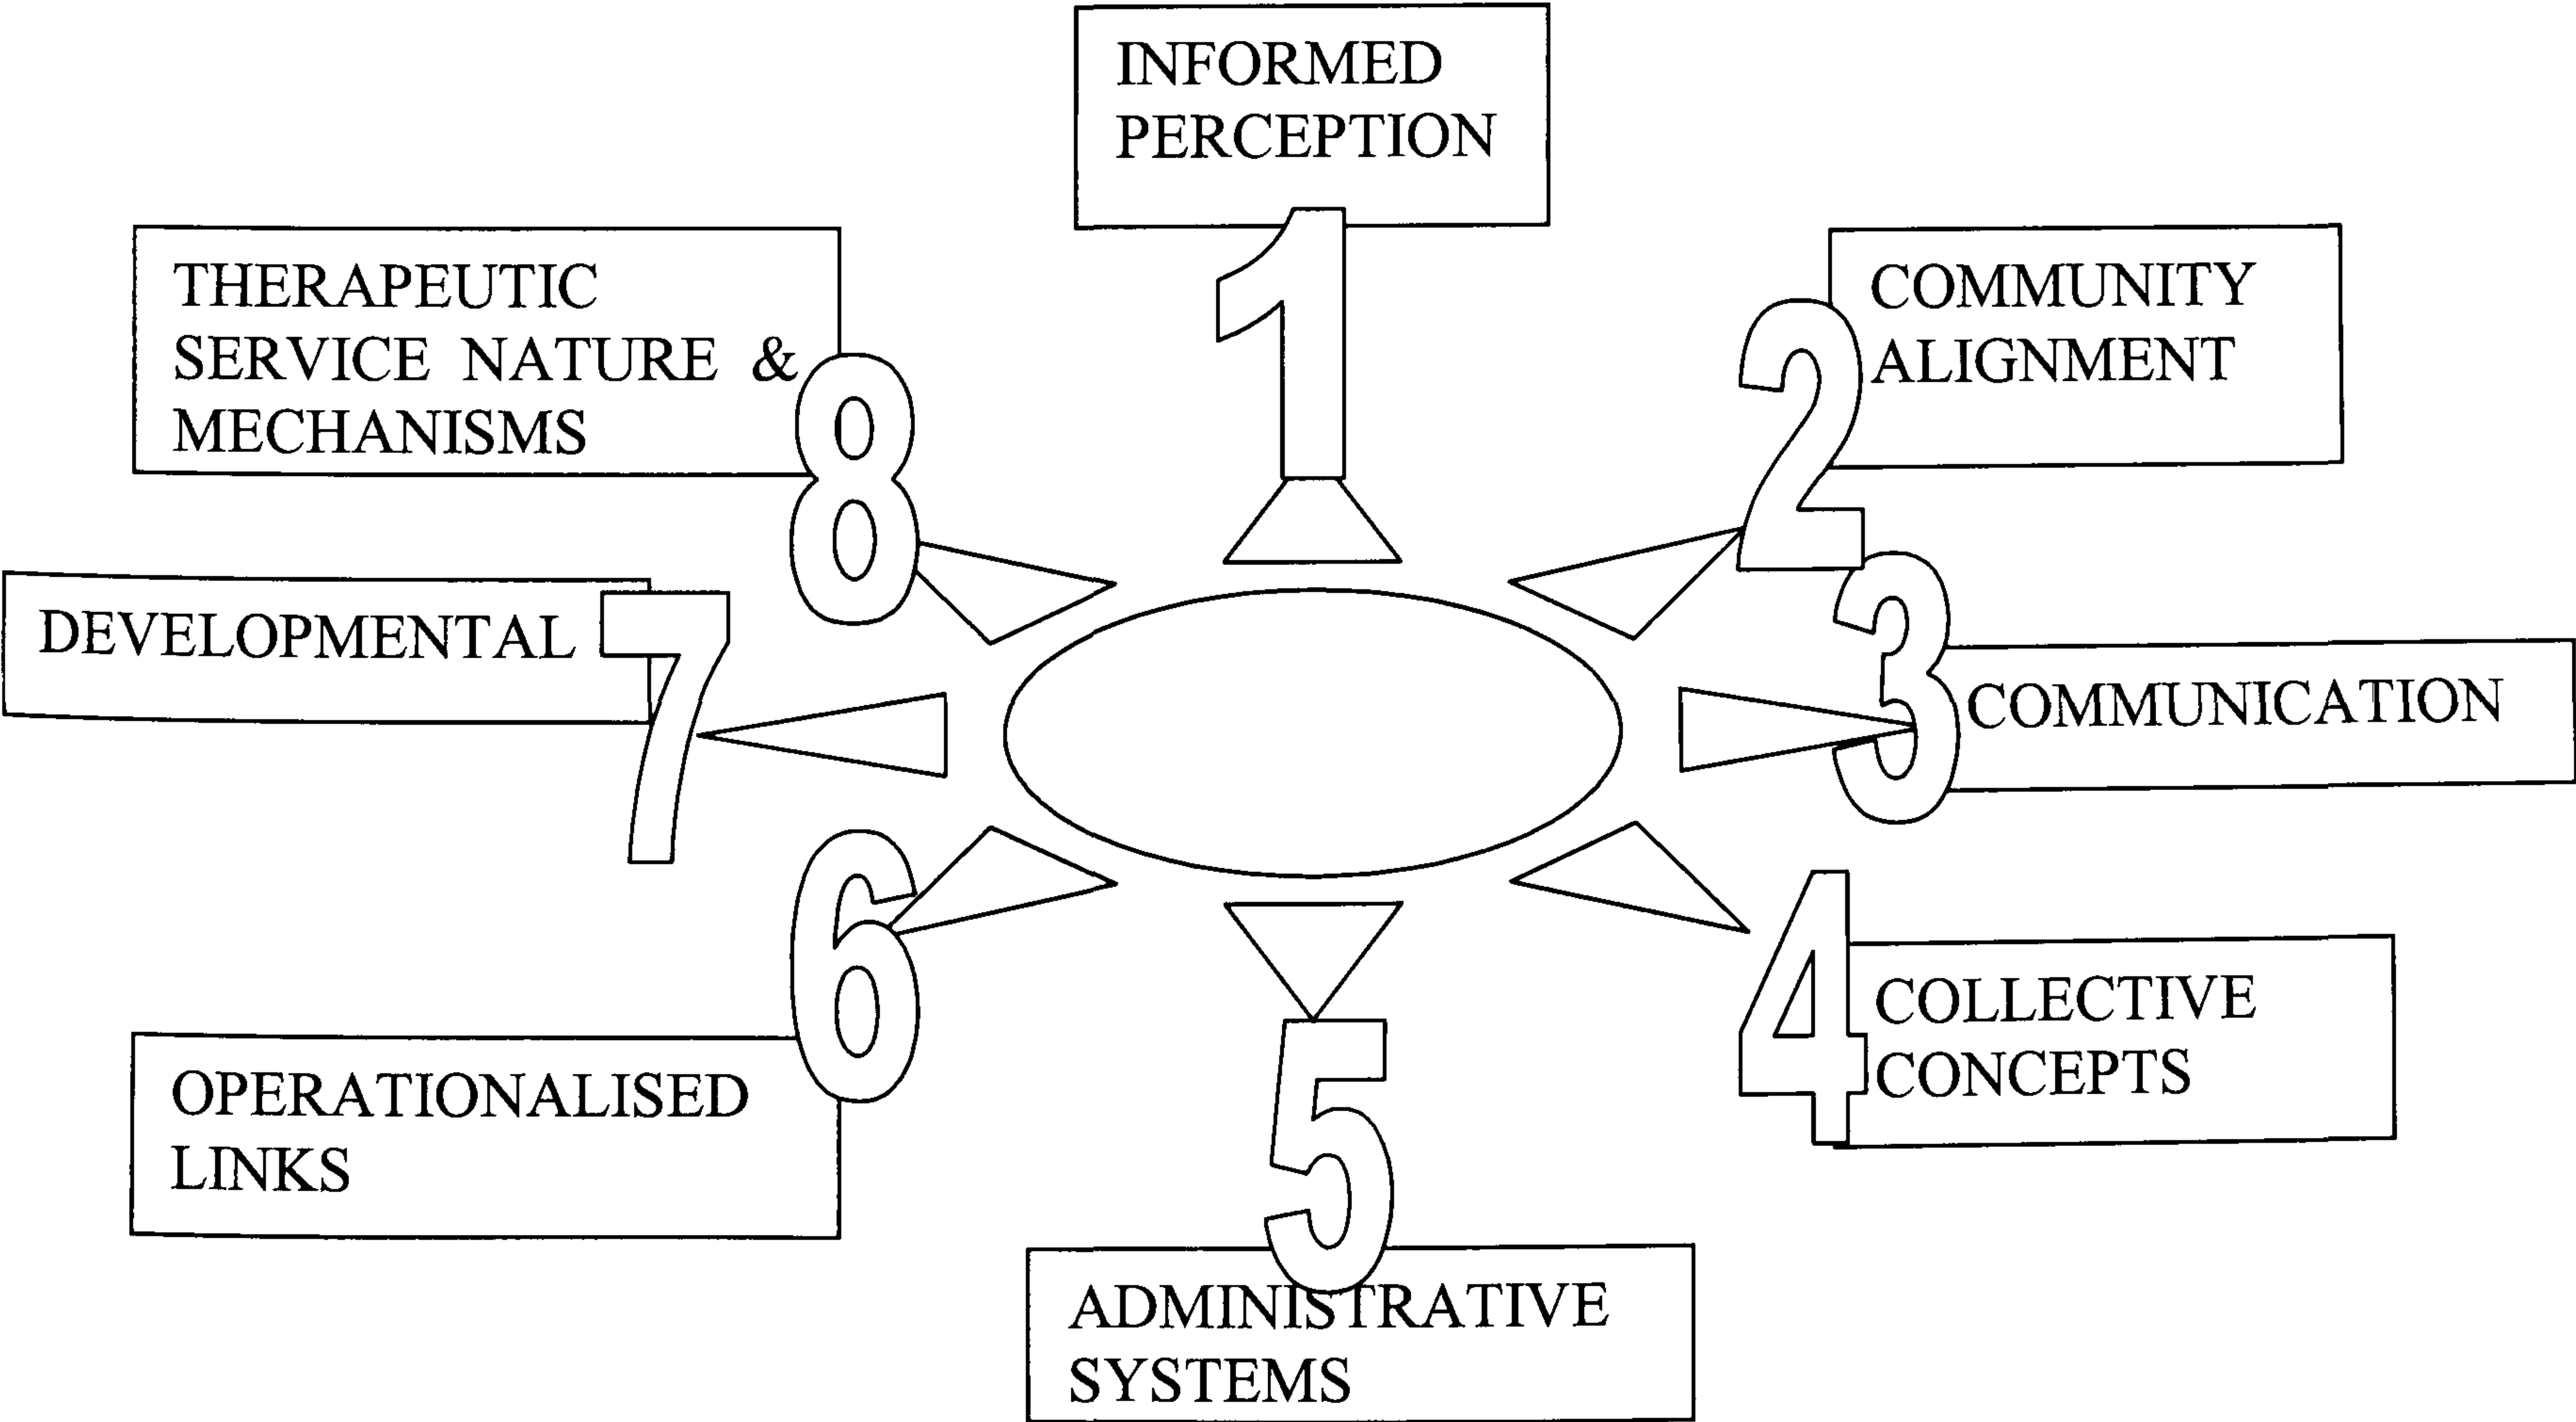 INFORMED
PERCEPTION
1
COMMUNITY
ALIGNMENT
2
3
COMMUNICATION
4
COLLECTIVE
CONCEPTS
5
ADMINISTRATIVE
SYSTEMS
6
OPERATIONALISED
LINKS
DEVELOPMENTAL
7
THERAPEUTIC
SERVICE NATURE &
MECHANISMS
8